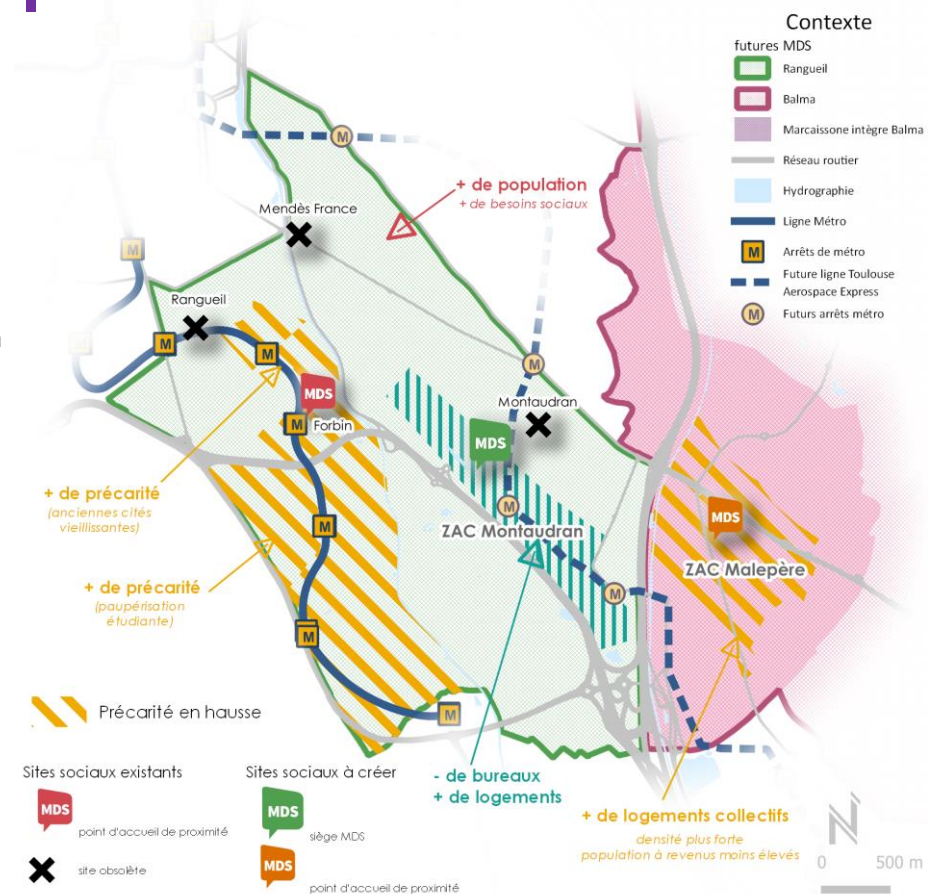 Contexte
futures MDS
Rangueil
Balma
Marcaissone intègre Balma
Réseau routier
Hydrographie
Ligne Métro
M
Arrêts de métro
Future ligne Toulouse
Aerospace Express
M
Futurs arrêts métro
M
+ de population
+ de besoins sociaux
Mendès France
M
Rangueil
M
M
M
M
MDS
Montaudran
M
Forbin
MDS
+ de précarité
(anciennes cités
vieillissantes)
M
M
ZAC Montaudran
MDS
ZAC Malepère
+ de précarité
(paupérisation
étudiante)
M
M
M
Précarité en hausse
- de bureaux
+ de logements
Sites sociaux existants
MDS
point d'accueil de proximité
site obsolète
Sites sociaux à créer
MDS
siège MDS
MDS
point d'accueil de proximité
+ de logements collectifs
densité plus forte
population à revenus moins élevés
N
0 500 m